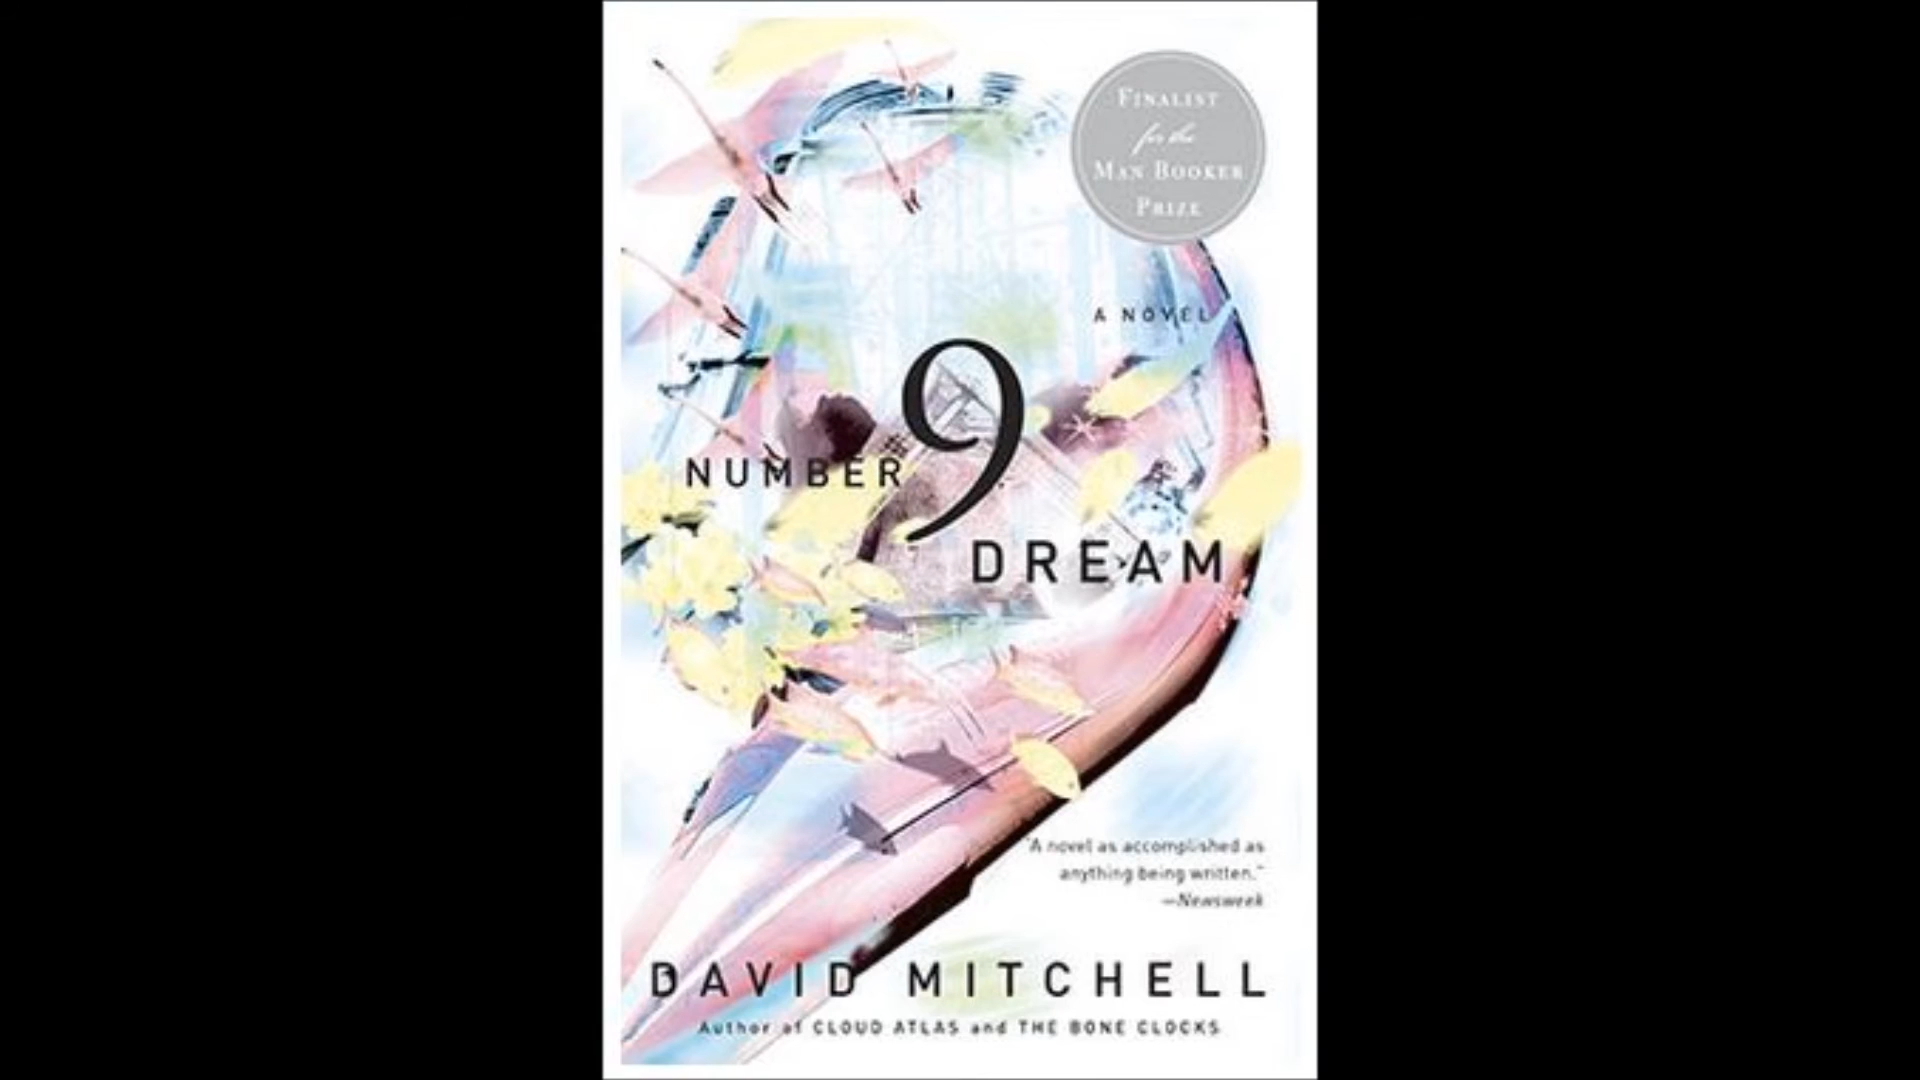 FINALIST
for the
MAN BOOKER
PRIZE
A NOVEL
NUMBER
9
DREAM
"A novel as accomplished as
anything being written."
—Newsweek
DAVID MITCHELL
Author of CLOUD ATLAS and THE BONE CLOCKS